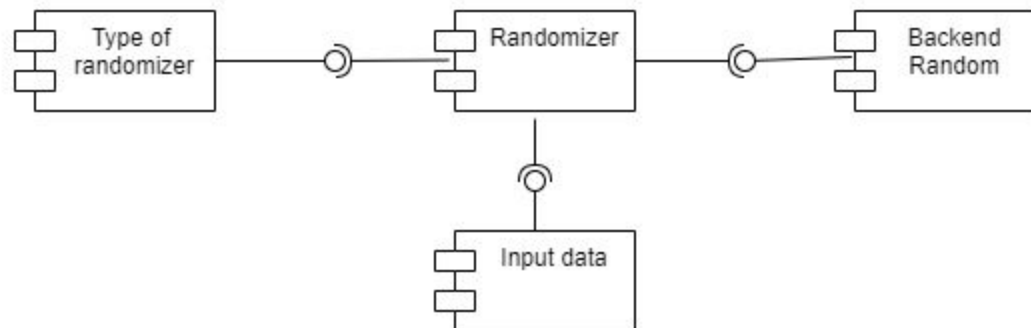 Type of
randomizer
Randomizer
Backend
Random
Input data